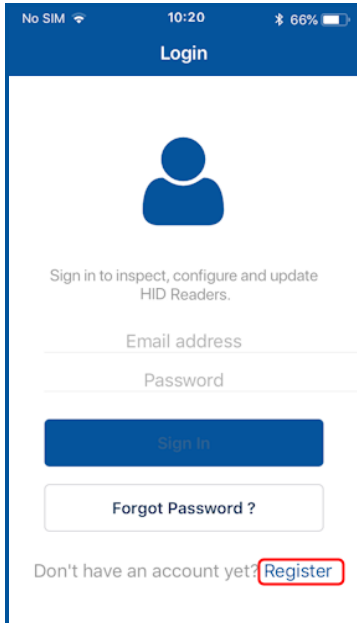 No SIM 10:20 66%
Login
Sign in to inspect, configure and update
HID Readers.
Email address
Password
Sign In
Forgot Password ?
Don't have an account yet? Register